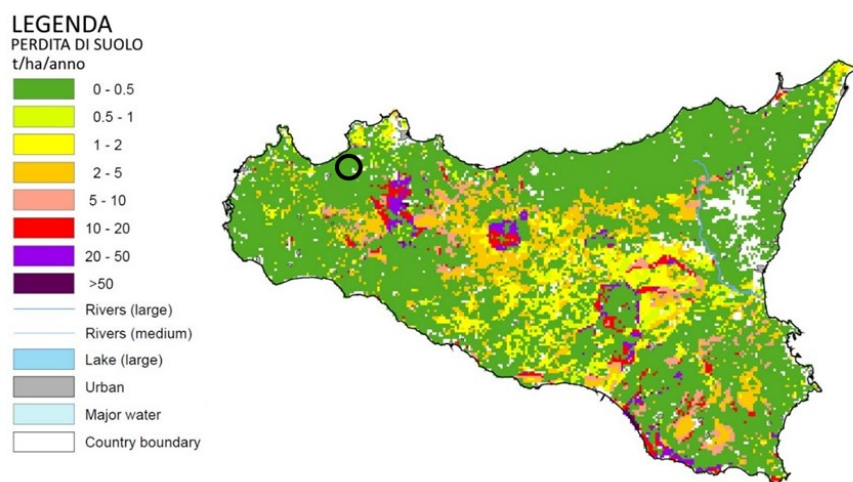 LEGENDA
PERDITA DI SUOLO
t/ha/anno
0 - 0.5
0.5 - 1
1 - 2
2 - 5
5 - 10
10 - 20
20 - 50
>50
Rivers (large)
Rivers (medium)
Lake (large)
Urban
Major water
Country boundary